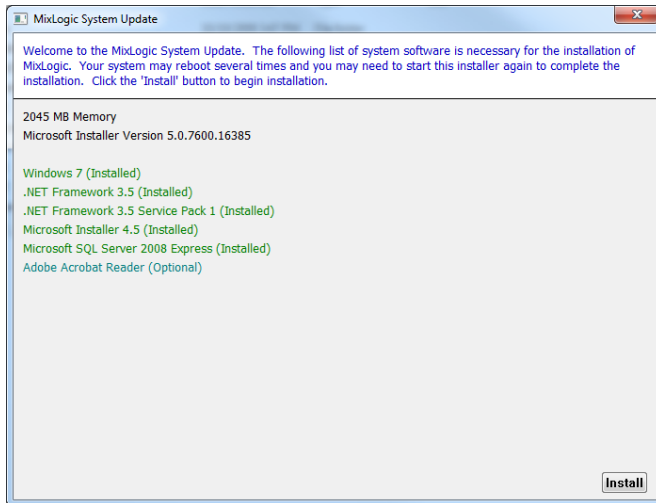 MixLogic System Update
Welcome to the MixLogic System Update.  The following list of system software is necessary for the installation of
MixLogic.  Your system may reboot several times and you may need to start this installer again to complete the
installation.  Click the 'Install' button to begin installation.
2045 MB Memory
Microsoft Installer Version 5.0.7600.16385
Windows 7 (Installed)
.NET Framework 3.5 (Installed)
.NET Framework 3.5 Service Pack 1 (Installed)
Microsoft Installer 4.5 (Installed)
Microsoft SQL Server 2008 Express (Installed)
Adobe Acrobat Reader (Optional)
Install